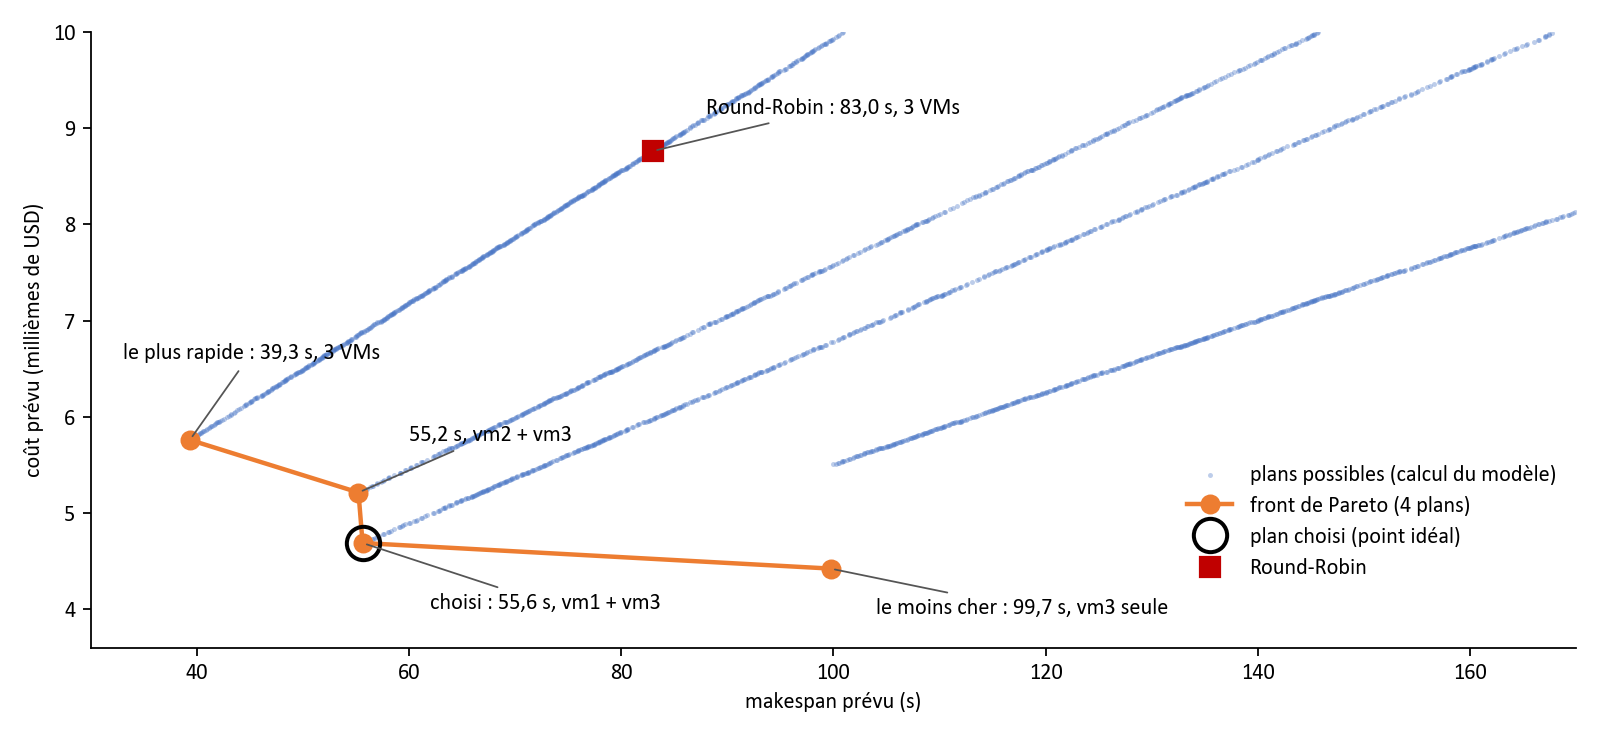 10
9
8
7
6
5
4
coût prévu (millièmes de USD)
Round-Robin : 83,0 s, 3 VMs
le plus rapide : 39,3 s, 3 VMs
55,2 s, vm2 + vm3
choisi : 55,6 s, vm1 + vm3
le moins cher : 99,7 s, vm3 seule
plans possibles (calcul du modèle)
front de Pareto (4 plans)
plan choisi (point idéal)
Round-Robin
40
60
80
100
120
140
160
makespan prévu (s)